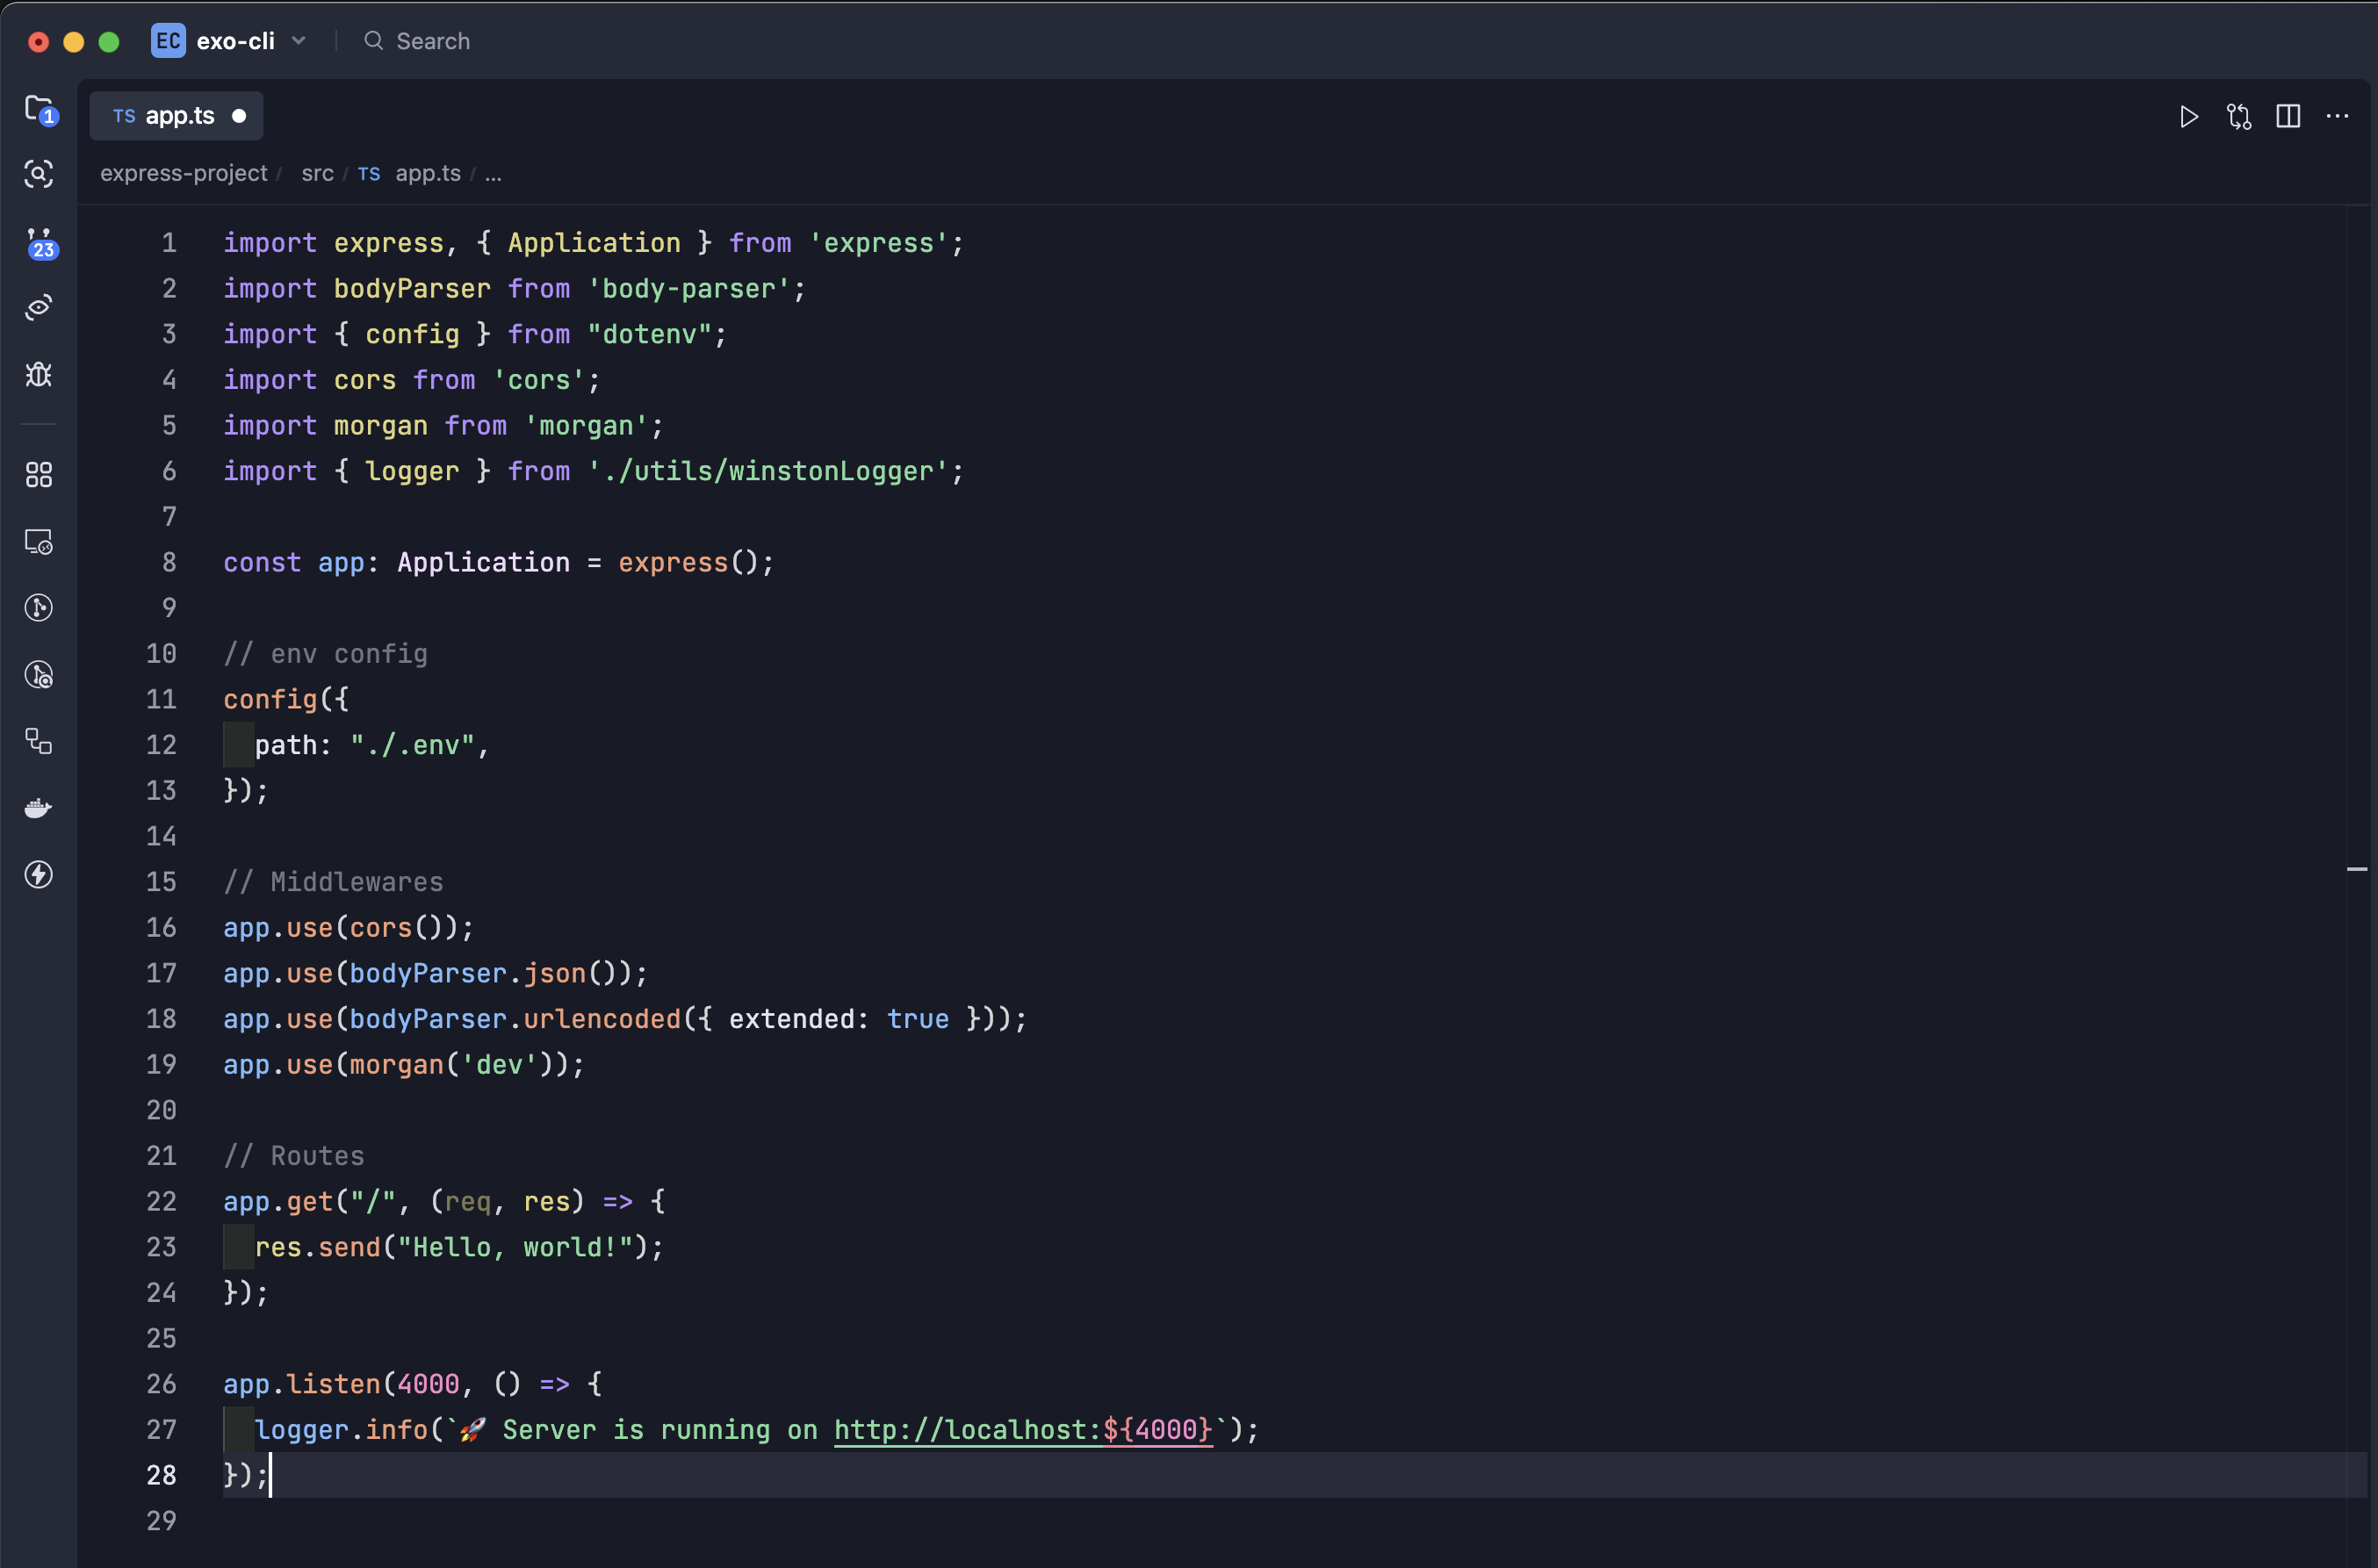 EC exo-cli Search
1
TS app.ts
express-project / src / TS app.ts / ...
23
1 import express, { Application } from 'express';
2 import bodyParser from 'body-parser';
3 import { config } from "dotenv";
4 import cors from 'cors';
5 import morgan from 'morgan';
6 import { logger } from './utils/winstonLogger';
7
8 const app: Application = express();
9
10 // env config
11 config({
12   path: "./.env",
13 });
14
15 // Middlewares
16 app.use(cors());
17 app.use(bodyParser.json());
18 app.use(bodyParser.urlencoded({ extended: true }));
19 app.use(morgan('dev'));
20
21 // Routes
22 app.get("/", (req, res) => {
23   res.send("Hello, world!");
24 });
25
26 app.listen(4000, () => {
27   logger.info(`🚀 Server is running on http://localhost:${4000}`);
28 });
29